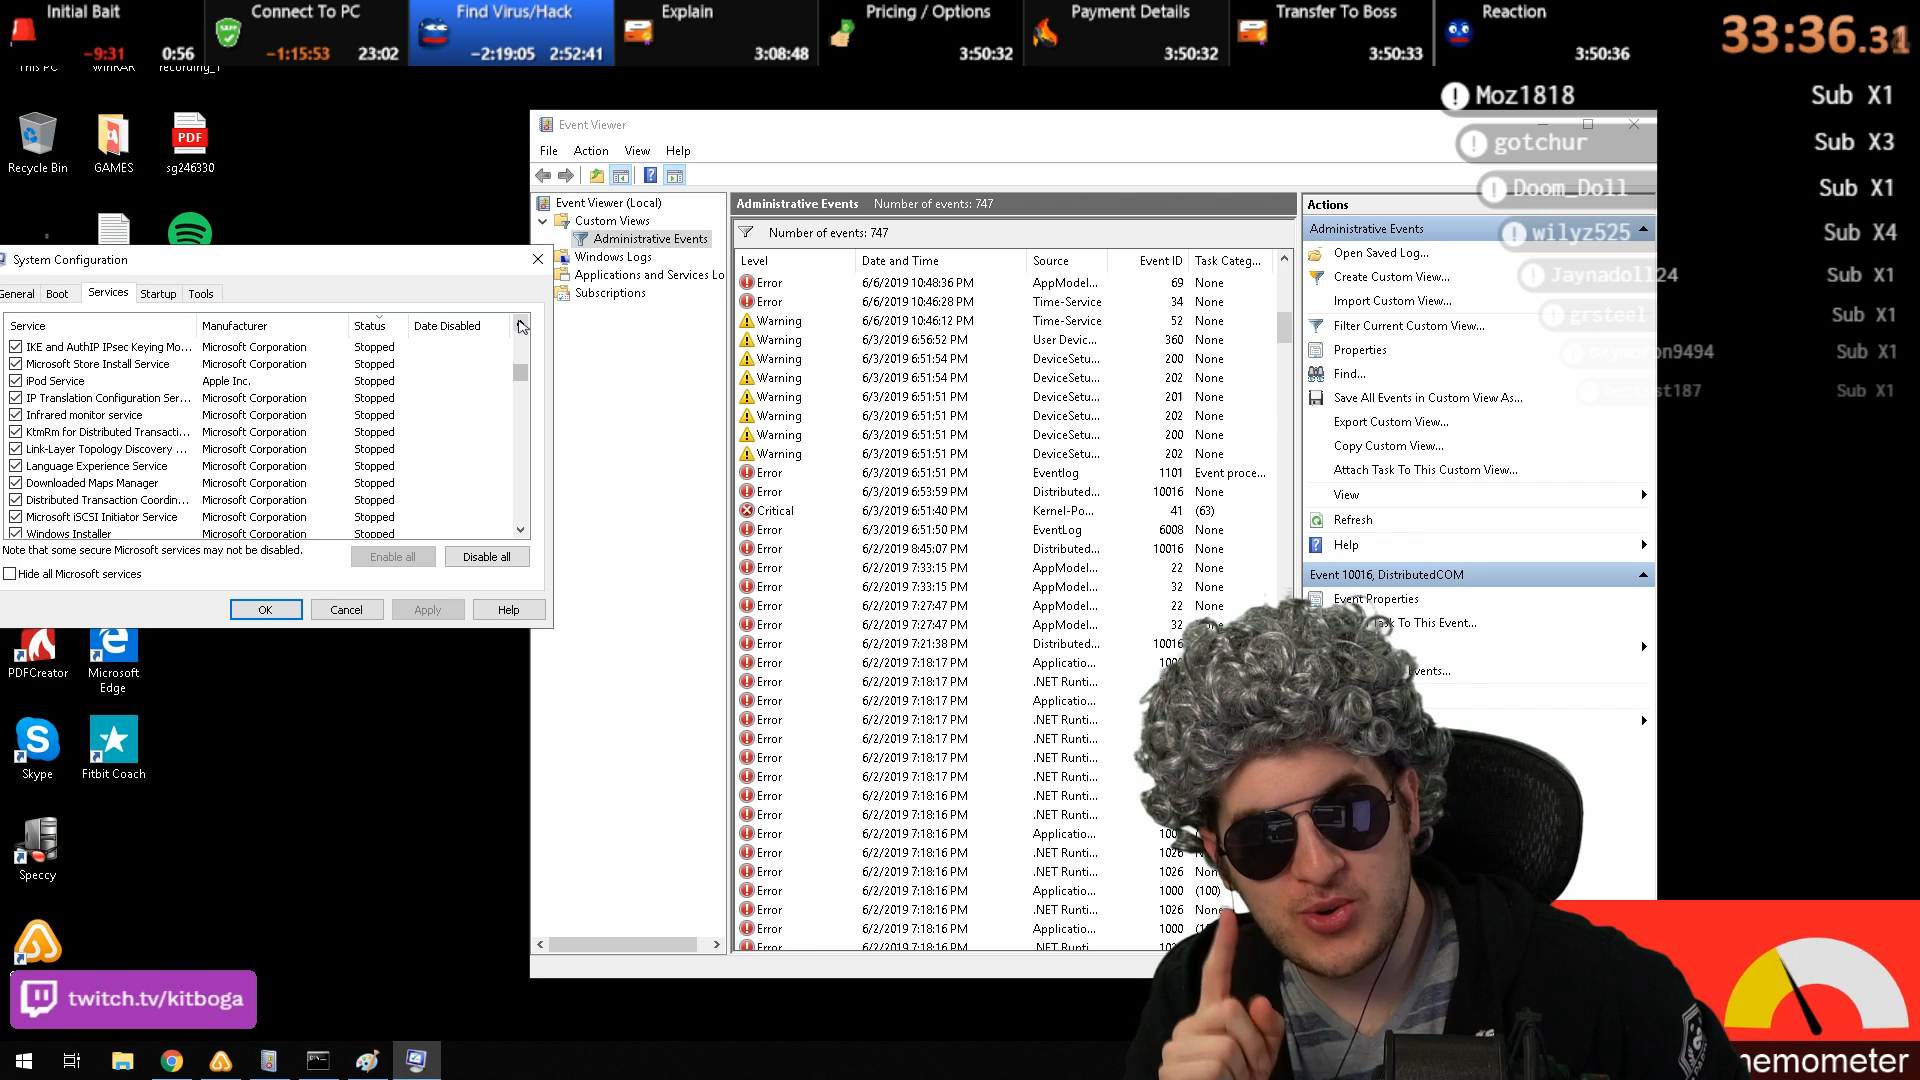 Initial Bait
-9:31 0:56
Connect To PC
-1:15:53 23:02
Find Virus/Hack
-2:19:05 2:52:41
Explain
3:08:48
Pricing / Options
3:50:32
Payment Details
3:50:32
Transfer To Boss
3:50:33
Reaction
3:50:36
33:36.31
This PC
WinRAR
recording_1
Moz1818 Sub X1
gotchur Sub X3
Doom_Doll Sub X1
wilyz525 Sub X4
Jaynadoll24 Sub X1
grsteel Sub X1
Sub X1
Sub X1
Recycle Bin
GAMES
PDF
sg246330
Event Viewer
File Action View Help
Event Viewer (Local)
Custom Views
Administrative Events
Windows Logs
Applications and Services Lo
Subscriptions
Administrative Events Number of events: 747
Number of events: 747
Level Date and Time Source Event ID Task Categ...
Error 6/6/2019 10:48:36 PM AppModel... 69 None
Error 6/6/2019 10:46:28 PM Time-Service 34 None
Warning 6/6/2019 10:46:12 PM Time-Service 52 None
Warning 6/6/2019 6:56:52 PM User Devic... 360 None
Warning 6/3/2019 6:51:54 PM DeviceSetu... 200 None
Warning 6/3/2019 6:51:54 PM DeviceSetu... 202 None
Warning 6/3/2019 6:51:51 PM DeviceSetu... 201 None
Warning 6/3/2019 6:51:51 PM DeviceSetu... 202 None
Warning 6/3/2019 6:51:51 PM DeviceSetu... 200 None
Warning 6/3/2019 6:51:51 PM DeviceSetu... 202 None
Error 6/3/2019 6:51:51 PM Eventlog 1101 Event proce...
Error 6/3/2019 6:53:59 PM Distributed... 10016 None
Critical 6/3/2019 6:51:40 PM Kernel-Po... 41 (63)
Error 6/3/2019 6:51:50 PM EventLog 6008 None
Error 6/2/2019 8:45:07 PM Distributed... 10016 None
Error 6/2/2019 7:33:15 PM AppModel... 22 None
Error 6/2/2019 7:33:15 PM AppModel... 32 None
Error 6/2/2019 7:27:47 PM AppModel... 22 None
Error 6/2/2019 7:27:47 PM AppModel... 32
Error 6/2/2019 7:21:38 PM Distributed... 10016
Error 6/2/2019 7:18:17 PM Applicatio...
Error 6/2/2019 7:18:17 PM .NET Runti...
Error 6/2/2019 7:18:17 PM Applicatio...
Error 6/2/2019 7:18:17 PM .NET Runti...
Error 6/2/2019 7:18:17 PM .NET Runti...
Error 6/2/2019 7:18:17 PM .NET Runti...
Error 6/2/2019 7:18:17 PM .NET Runti...
Error 6/2/2019 7:18:16 PM .NET Runti...
Error 6/2/2019 7:18:16 PM .NET Runti...
Error 6/2/2019 7:18:16 PM Applicatio...
Error 6/2/2019 7:18:16 PM .NET Runti... 1026
Error 6/2/2019 7:18:16 PM .NET Runti... 1026
Error 6/2/2019 7:18:16 PM Applicatio... 1000 (100)
Error 6/2/2019 7:18:16 PM .NET Runti... 1026 None
Error 6/2/2019 7:18:16 PM Applicatio... 1000
Error 6/2/2019 7:18:16 PM .NET Runti
Actions
Administrative Events
Open Saved Log...
Create Custom View...
Import Custom View...
Filter Current Custom View...
Properties
Find...
Save All Events in Custom View As...
Export Custom View...
Copy Custom View...
Attach Task To This Custom View...
View
Refresh
Help
Event 10016, DistributedCOM
Event Properties
Task To This Event...
Events...
System Configuration
General Boot Services Startup Tools
Service Manufacturer Status Date Disabled
IKE and AuthIP IPsec Keying Mo... Microsoft Corporation Stopped
Microsoft Store Install Service Microsoft Corporation Stopped
iPod Service Apple Inc. Stopped
IP Translation Configuration Ser... Microsoft Corporation Stopped
Infrared monitor service Microsoft Corporation Stopped
KtmRm for Distributed Transacti... Microsoft Corporation Stopped
Link-Layer Topology Discovery ... Microsoft Corporation Stopped
Language Experience Service Microsoft Corporation Stopped
Downloaded Maps Manager Microsoft Corporation Stopped
Distributed Transaction Coordin... Microsoft Corporation Stopped
Microsoft iSCSI Initiator Service Microsoft Corporation Stopped
Windows Installer Microsoft Corporation Stopped
Note that some secure Microsoft services may not be disabled.
Enable all Disable all
Hide all Microsoft services
OK Cancel Apply Help
PDFCreator
Microsoft Edge
Skype
Fitbit Coach
Speccy
twitch.tv/kitboga
memometer